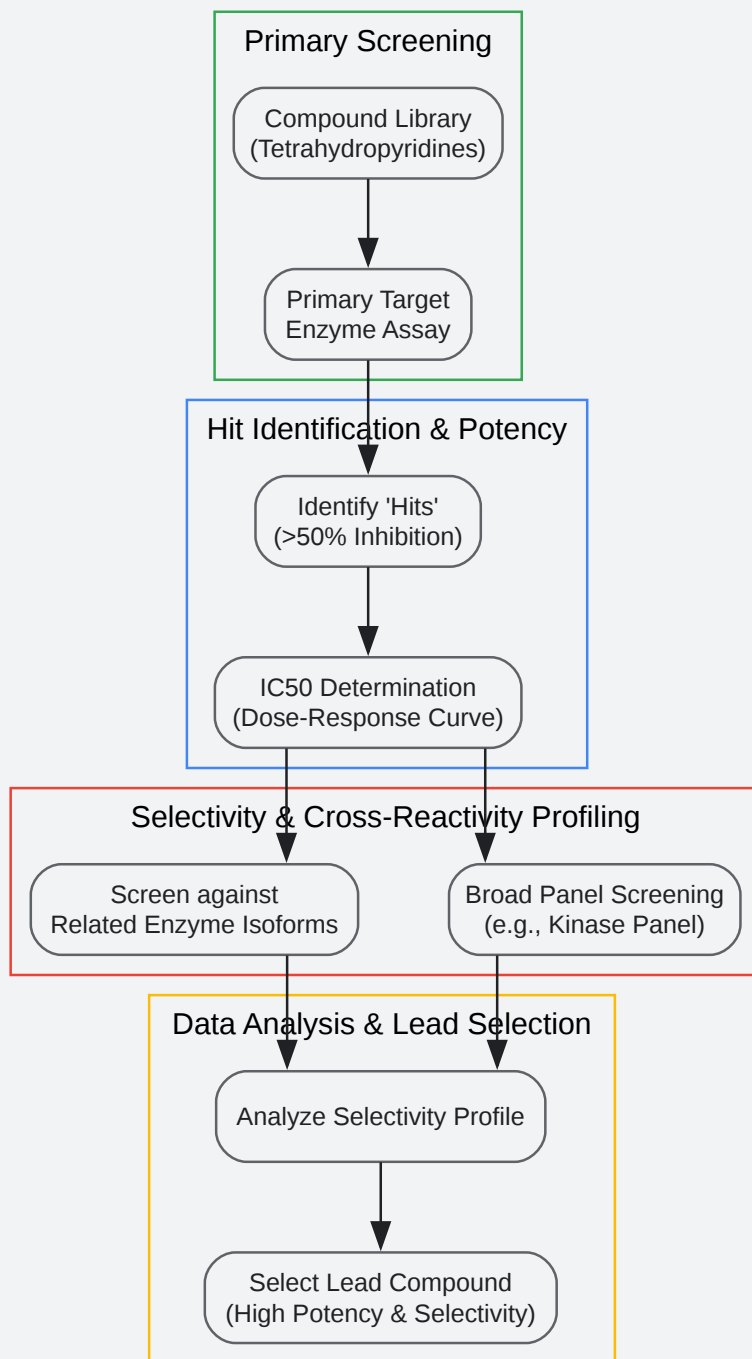 Primary Screening
Compound Library
(Tetrahydropyridines)
Primary Target
Enzyme Assay
Hit Identification & Potency
Identify 'Hits'
(>50% Inhibition)
IC50 Determination
(Dose-Response Curve)
Selectivity & Cross-Reactivity Profiling
Screen against
Related Enzyme Isoforms
Broad Panel Screening
(e.g., Kinase Panel)
Data Analysis & Lead Selection
Analyze Selectivity Profile
Select Lead Compound
(High Potency & Selectivity)